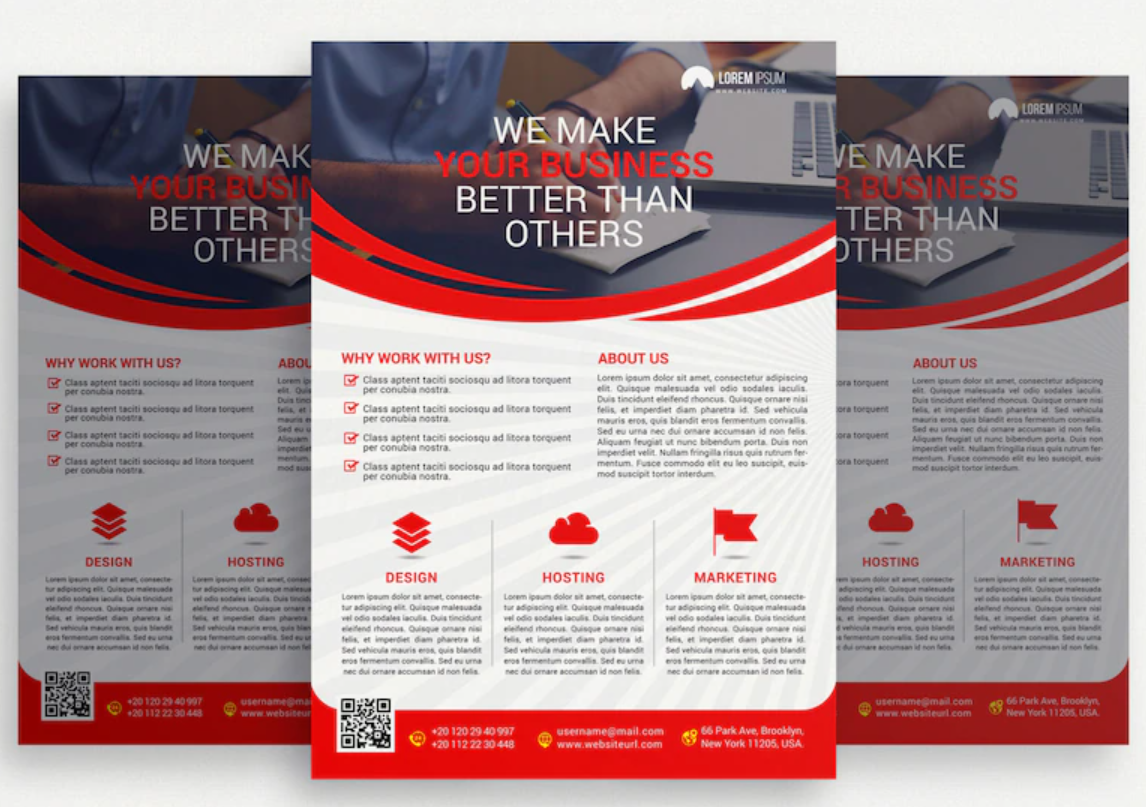 LOREM IPSUM
WWW.WEBSITE.COM
WE MAKE
YOUR BUSINESS
BETTER THAN
OTHERS
WHY WORK WITH US?
Class aptent taciti sociosqu ad litora torquent
per conubia nostra.
Class aptent taciti sociosqu ad litora torquent
per conubia nostra.
Class aptent taciti sociosqu ad litora torquent
per conubia nostra.
Class aptent taciti sociosqu ad litora torquent
per conubia nostra.
ABOUT US
Lorem ipsum dolor sit amet, consectetur adipiscing
elit. Quisque malesuada vel odio sodales iaculis.
Duis tincidunt eleifend rhoncus. Quisque ornare nisi
felis, et imperdiet diam pharetra id. Sed vehicula
mauris eros, quis blandit eros fermentum convallis.
Sed eu urna nec dui ornare accumsan id non felis.
Aliquam feugiat ut nunc bibendum porta. Duis non
imperdiet velit. Nullam fringilla risus quis rutrum fer-
mentum. Fusce commodo elit eu leo suscipit, euis-
mod suscipit tortor interdum.
DESIGN
Lorem ipsum dolor sit amet, consecte-
tur adipiscing elit. Quisque malesuada
vel odio sodales iaculis. Duis tincidunt
eleifend rhoncus. Quisque ornare nisi
felis, et imperdiet diam pharetra id.
Sed vehicula mauris eros, quis blandit
eros fermentum convallis. Sed eu urna
nec dui ornare accumsan id non felis.
HOSTING
Lorem ipsum dolor sit amet, consecte-
tur adipiscing elit. Quisque malesuada
vel odio sodales iaculis. Duis tincidunt
eleifend rhoncus. Quisque ornare nisi
felis, et imperdiet diam pharetra id.
Sed vehicula mauris eros, quis blandit
eros fermentum convallis. Sed eu urna
nec dui ornare accumsan id non felis.
MARKETING
Lorem ipsum dolor sit amet, consecte-
tur adipiscing elit. Quisque malesuada
vel odio sodales iaculis. Duis tincidunt
eleifend rhoncus. Quisque ornare nisi
felis, et imperdiet diam pharetra id.
Sed vehicula mauris eros, quis blandit
eros fermentum convallis. Sed eu urna
nec dui ornare accumsan id non felis.
+20 120 29 40 997
+20 112 22 30 448
username@mail.com
www.websiteurl.com
66 Park Ave, Brooklyn,
New York 11205, USA.